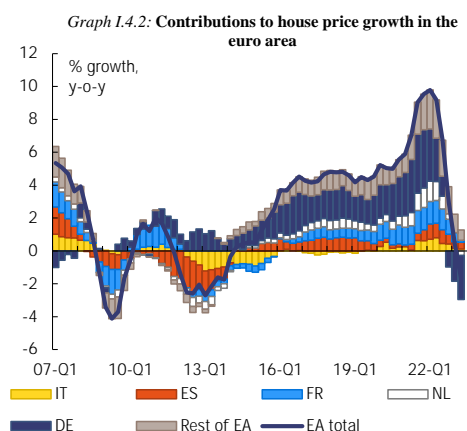 Graph I.4.2: Contributions to house price growth in the
euro area
12
10
8
6
4
2
0
-2
-4
-6
% growth,
y-o-y
07-Q1 10-Q1 13-Q1 16-Q1 19-Q1 22-Q1
IT ES FR NL
DE Rest of EA EA total